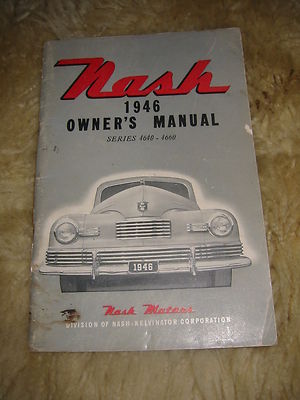 Nash
1946
OWNER'S MANUAL
SERIES 4640 - 4660
1946
Nash Motors
DIVISION OF NASH-KELVINATOR CORPORATION